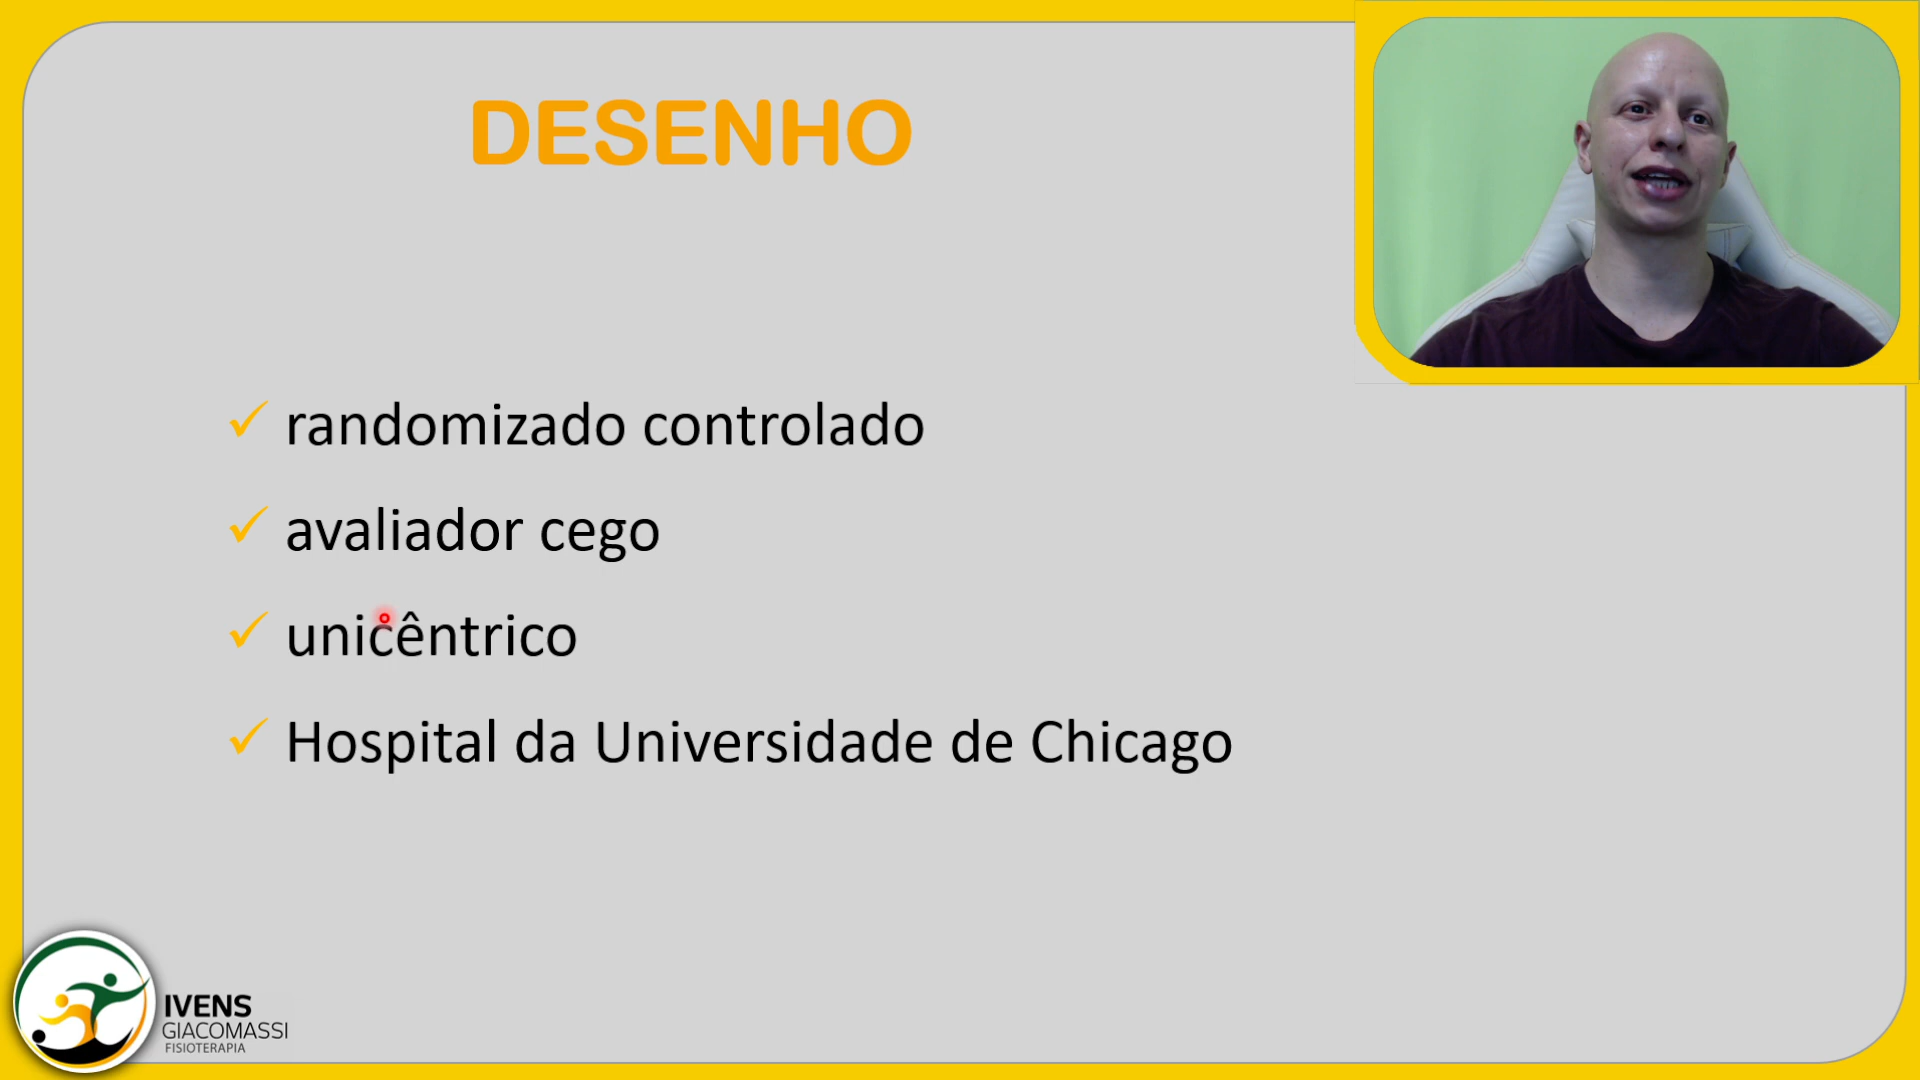 DESENHO
randomizado controlado
avaliador cego
unicêntrico
Hospital da Universidade de Chicago
IVENS
GIACOMASSI
FISIOTERAPIA